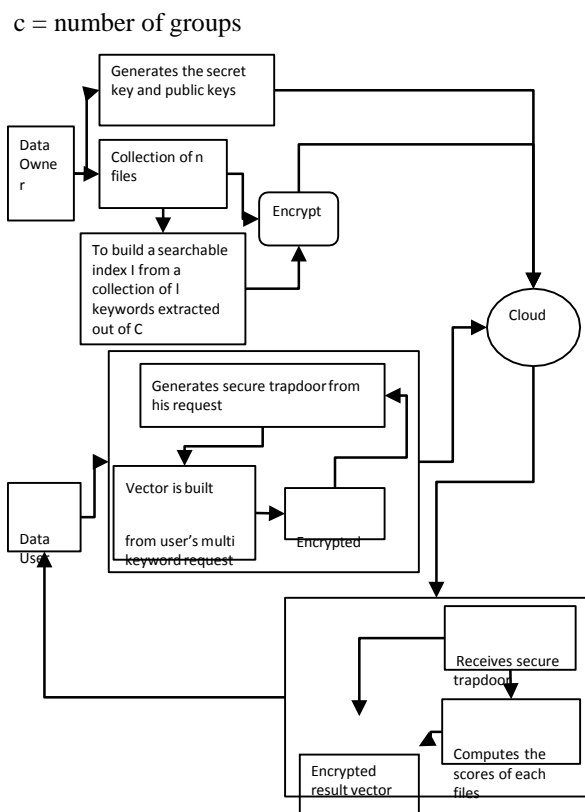 c = number of groups
Generates the secret
key and public keys
Data
Owne
r
Collection of n
files
Encrypt
To build a searchable
index I from a
collection of l
keywords extracted
out of C
Cloud
Generates secure trapdoor from
his request
Vector is built
from user's multi
keyword request
Encrypted
Data
User
Receives secure
trapdoor
Computes the
scores of each
files
Encrypted
result vector